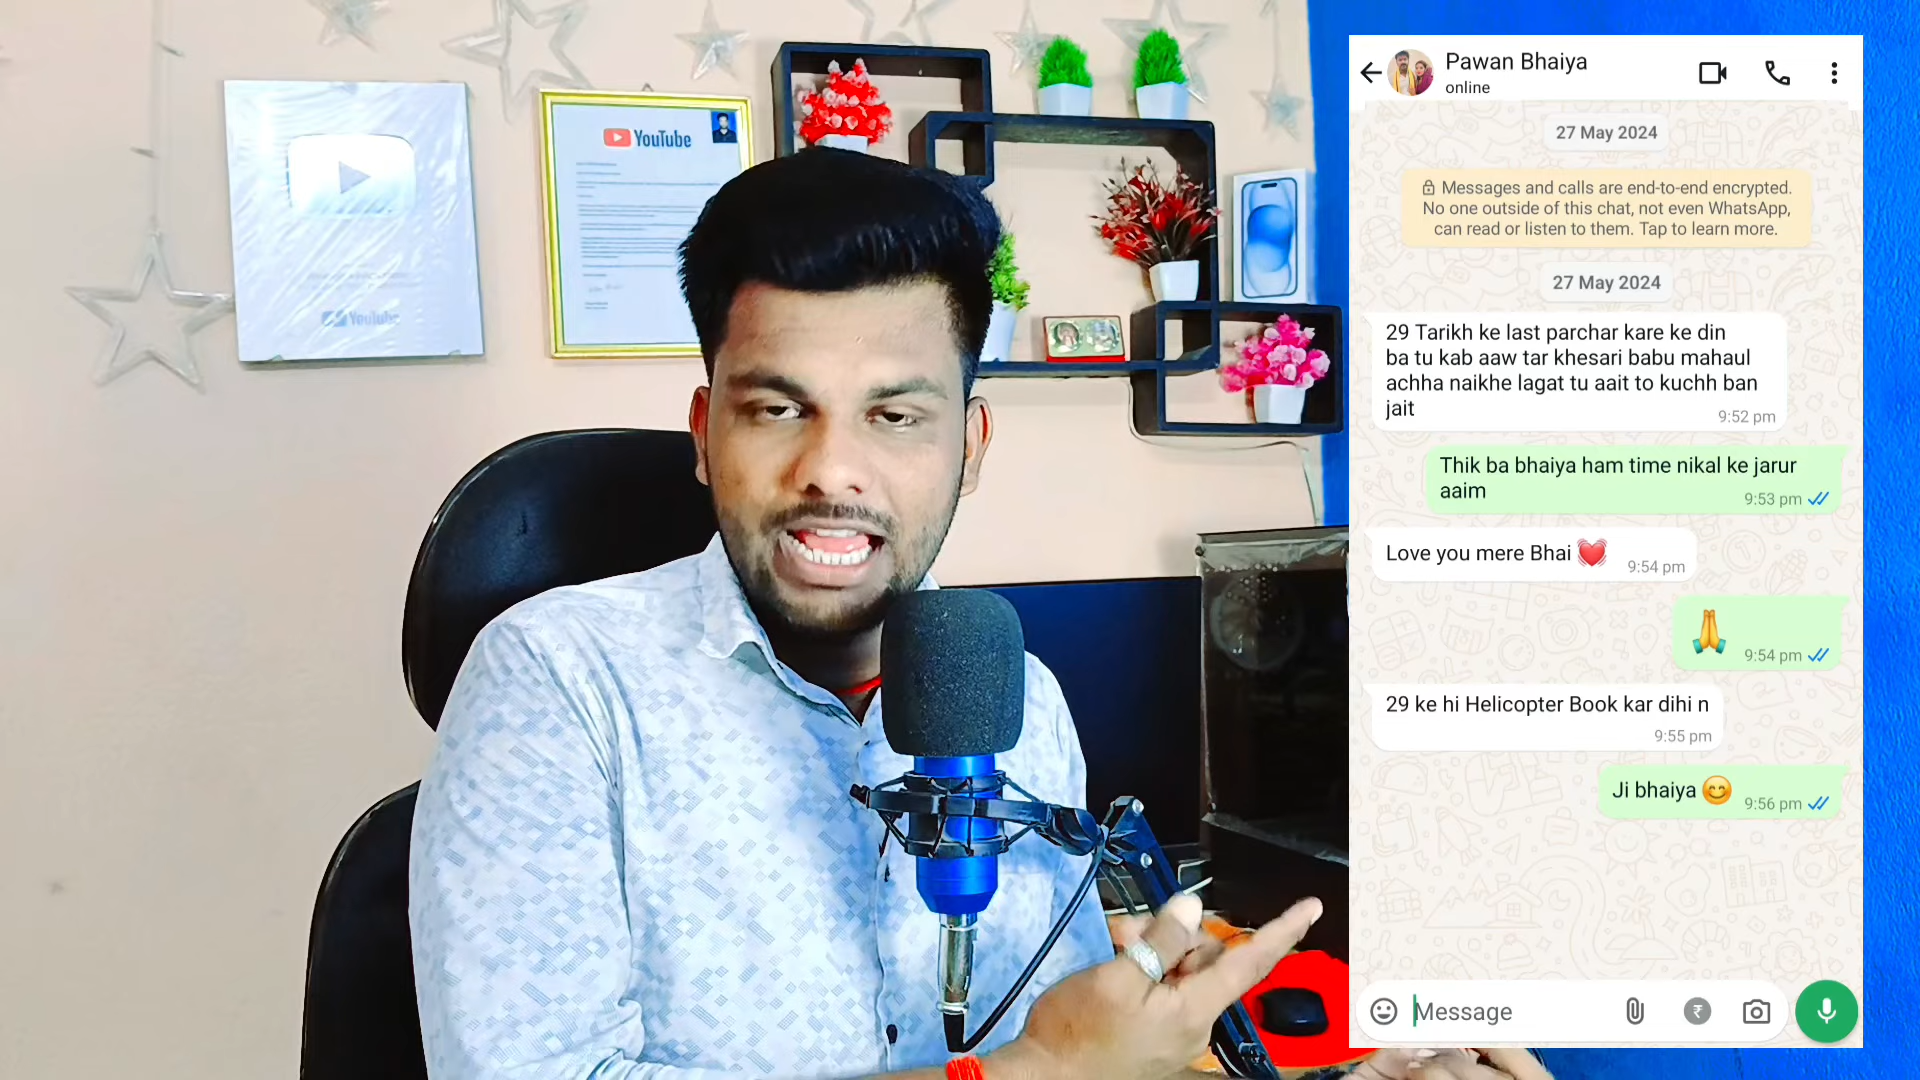 YouTube
YouTube
Pawan Bhaiya
online
27 May 2024
Messages and calls are end-to-end encrypted.
No one outside of this chat, not even WhatsApp,
can read or listen to them. Tap to learn more.
27 May 2024
29 Tarikh ke last parchar kare ke din
ba tu kab aaw tar khesari babu mahaul
achha naikhe lagat tu aait to kuchh ban
jait
9:52 pm
Thik ba bhaiya ham time nikal ke jarur
aaim
9:53 pm
Love you mere Bhai
9:54 pm
9:54 pm
29 ke hi Helicopter Book kar dihi n
9:55 pm
Ji bhaiya
9:56 pm
Message